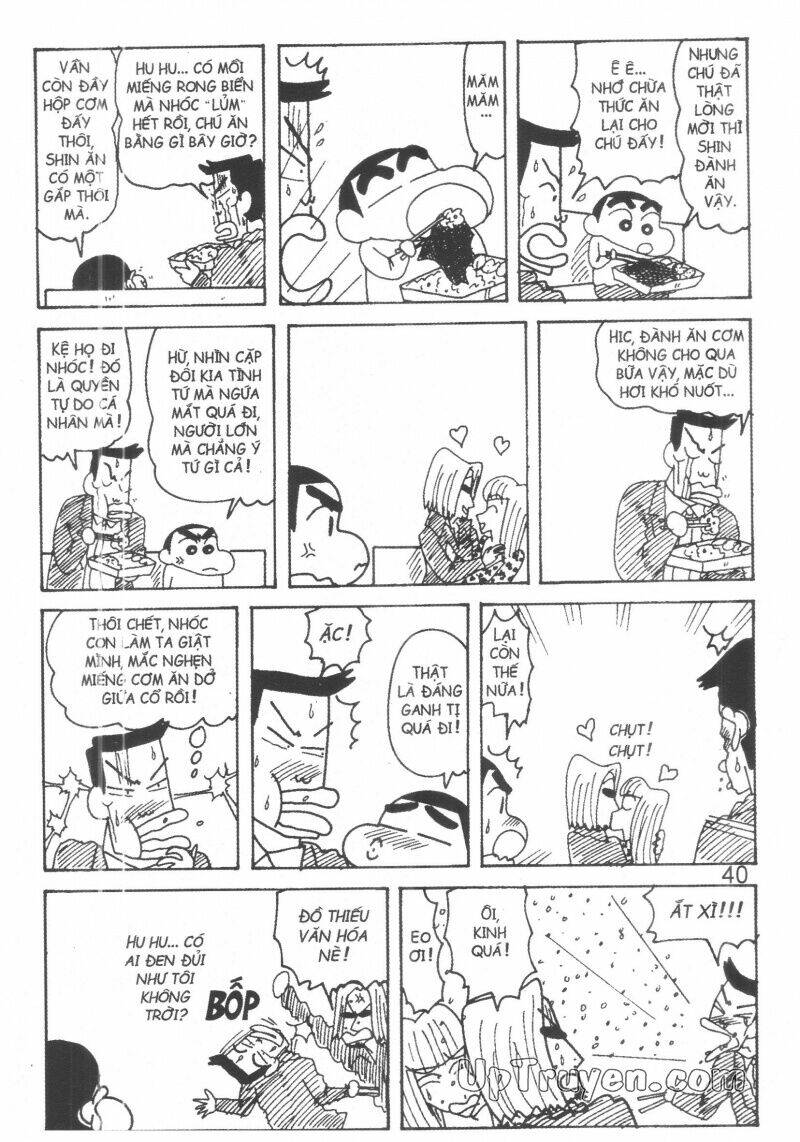 NHƯNG
CHÚ ĐÃ
THẬT
LÒNG
MỜI THÌ
SHIN
ĐÀNH
ĂN
VẬY.
Ê Ê...
NHỚ CHỪA
THỨC ĂN
LẠI CHO
CHÚ ĐẤY!
MĂM
MĂM
...
HU HU... CÓ MỖI
MIẾNG RONG BIỂN
MÀ NHÓC "LỦM"
HẾT RỒI, CHÚ ĂN
BẰNG GÌ BÂY GIỜ?
VẪN
CÒN ĐẦY
HỘP CƠM
ĐẤY
THÔI,
SHIN ĂN
CÓ MỘT
GẮP THÔI
MÀ.
HIC, ĐÀNH ĂN CƠM
KHÔNG CHO QUA
BỮA VẬY, MẶC DÙ
HƠI KHÓ NUỐT...
HỪ, NHÌN CẶP
ĐÔI KIA TÌNH
TỨ MÀ NGỨA
MẮT QUÁ ĐI,
NGƯỜI LỚN
MÀ CHẲNG Ý
TỨ GÌ CẢ!
KỆ HỌ ĐI
NHÓC! ĐÓ
LÀ QUYỀN
TỰ DO CÁ
NHÂN MÀ!
LẠI
CÒN
THẾ
NỮA!
CHỤT!
CHỤT!
THẬT
LÀ ĐÁNG
GANH TỊ
QUÁ ĐI!
ẶC!
THÔI CHẾT, NHÓC
CON LÀM TA GIẬT
MÌNH, MẮC NGHẸN
MIẾNG CƠM ĂN DỞ
GIỮA CỔ RỒI!
40
ẮT XÌ!!!
ÔI,
KINH
QUÁ!
EO
ƠI!
ĐỒ THIẾU
VĂN HÓA
NÈ!
BỐP
HU HU... CÓ
AI ĐEN ĐỦI
NHƯ TÔI
KHÔNG
TRỜI?
UpTruyen.com